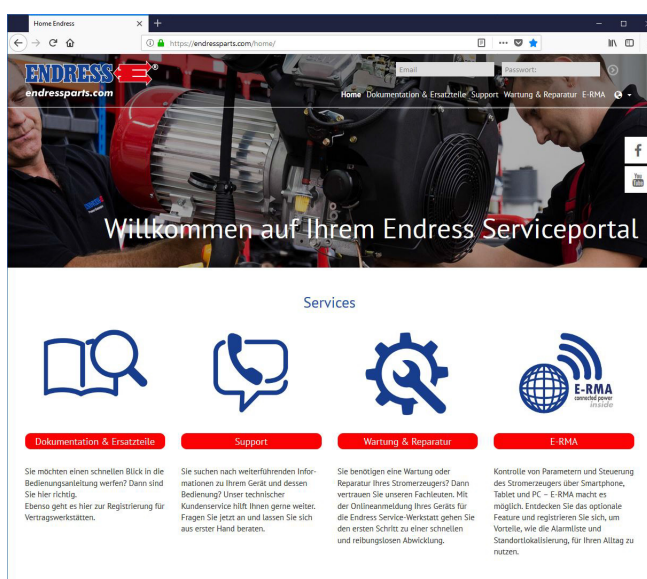 Home Endress
https://endressparts.com/home/
ENDRESS
endressparts.com
Email
Passwort:
Home Dokumentation & Ersatzteile Support Wartung & Reparatur E-RMA
You
Tube
Willkommen auf Ihrem Endress Serviceportal
Services
E-RMA
connected power
inside
Dokumentation & Ersatzteile
Support
Wartung & Reparatur
E-RMA
Sie möchten einen schnellen Blick in die
Bedienungsanleitung werfen? Dann sind
Sie hier richtig.
Ebenso geht es hier zur Registrierung für
Vertragswerkstätten.
Sie suchen nach weiterführenden Infor-
mationen zu Ihrem Gerät und dessen
Bedienung? Unser technischer
Kundenservice hilft Ihnen gerne weiter.
Fragen Sie jetzt an und lassen Sie sich
aus erster Hand beraten.
Sie benötigen eine Wartung oder
Reparatur Ihres Stromerzeugers? Dann
vertrauen Sie unseren Fachleuten. Mit
der Onlineanmeldung Ihres Geräts für
die Endress Service-Werkstatt gehen Sie
den ersten Schritt zu einer schnellen
und reibungslosen Abwicklung.
Kontrolle von Parametern und Steuerung
des Stromerzeugers über Smartphone,
Tablet und PC – E-RMA macht es
möglich. Entdecken Sie das optionale
Feature und registrieren Sie sich, um
Vorteile, wie die Alarmliste und
Standortlokalisierung, für Ihren Alltag zu
nutzen.